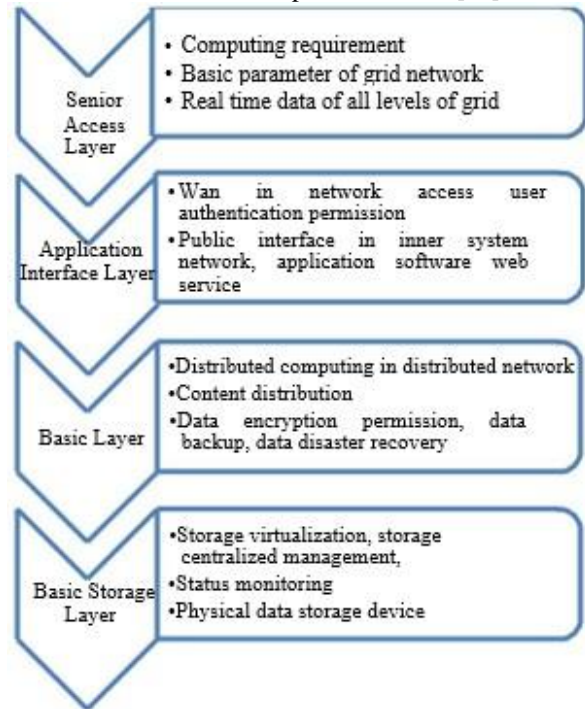 Senior
Access
Layer
• Computing requirement
• Basic parameter of grid network
• Real time data of all levels of grid
Application
Interface Layer
•Wan in network access user
authentication permission
•Public interface in inner system
network, application software web
service
Basic Layer
•Distributed computing in distributed network
•Content distribution
•Data encryption permission, data
backup, data disaster recovery
Basic Storage
Layer
•Storage virtualization, storage
centralized management,
•Status monitoring
•Physical data storage device